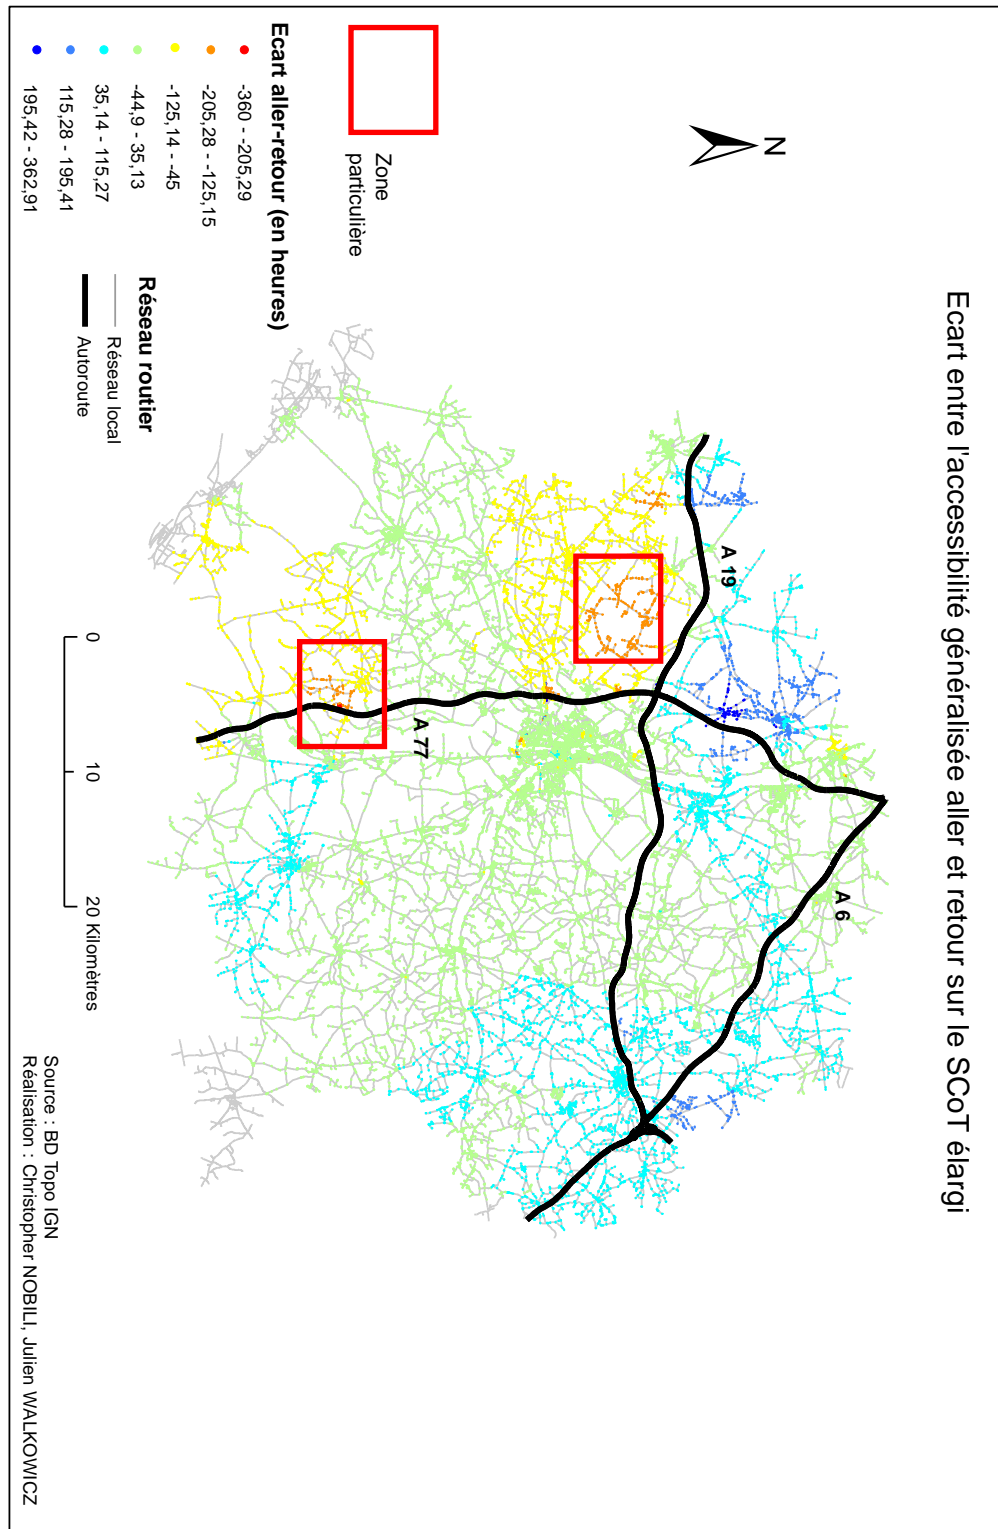 Ecart entre l'accessibilité généralisée aller et retour sur le SCoT élargi
N
A 19
A 6
A 77
Zone
particulière
Ecart aller-retour (en heures)
-360 - -205,29
-205,28 - -125,15
-125,14 - -45
-44,9 - 35,13
35,14 - 115,27
115,28 - 195,41
195,42 - 362,91
Réseau routier
Réseau local
Autoroute
0
10
20 Kilomètres
Source : BD Topo IGN
Réalisation : Christopher NOBILI, Julien WALKOWICZ